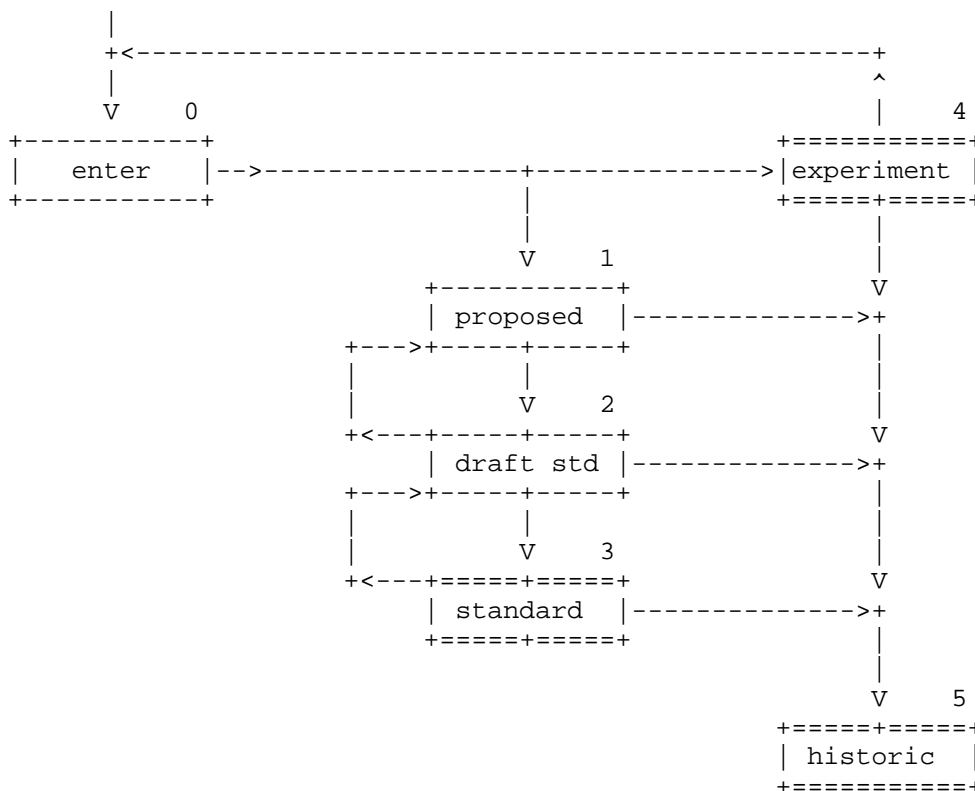 0
4
enter
experiment
1
proposed
2
draft std
3
standard
5
historic